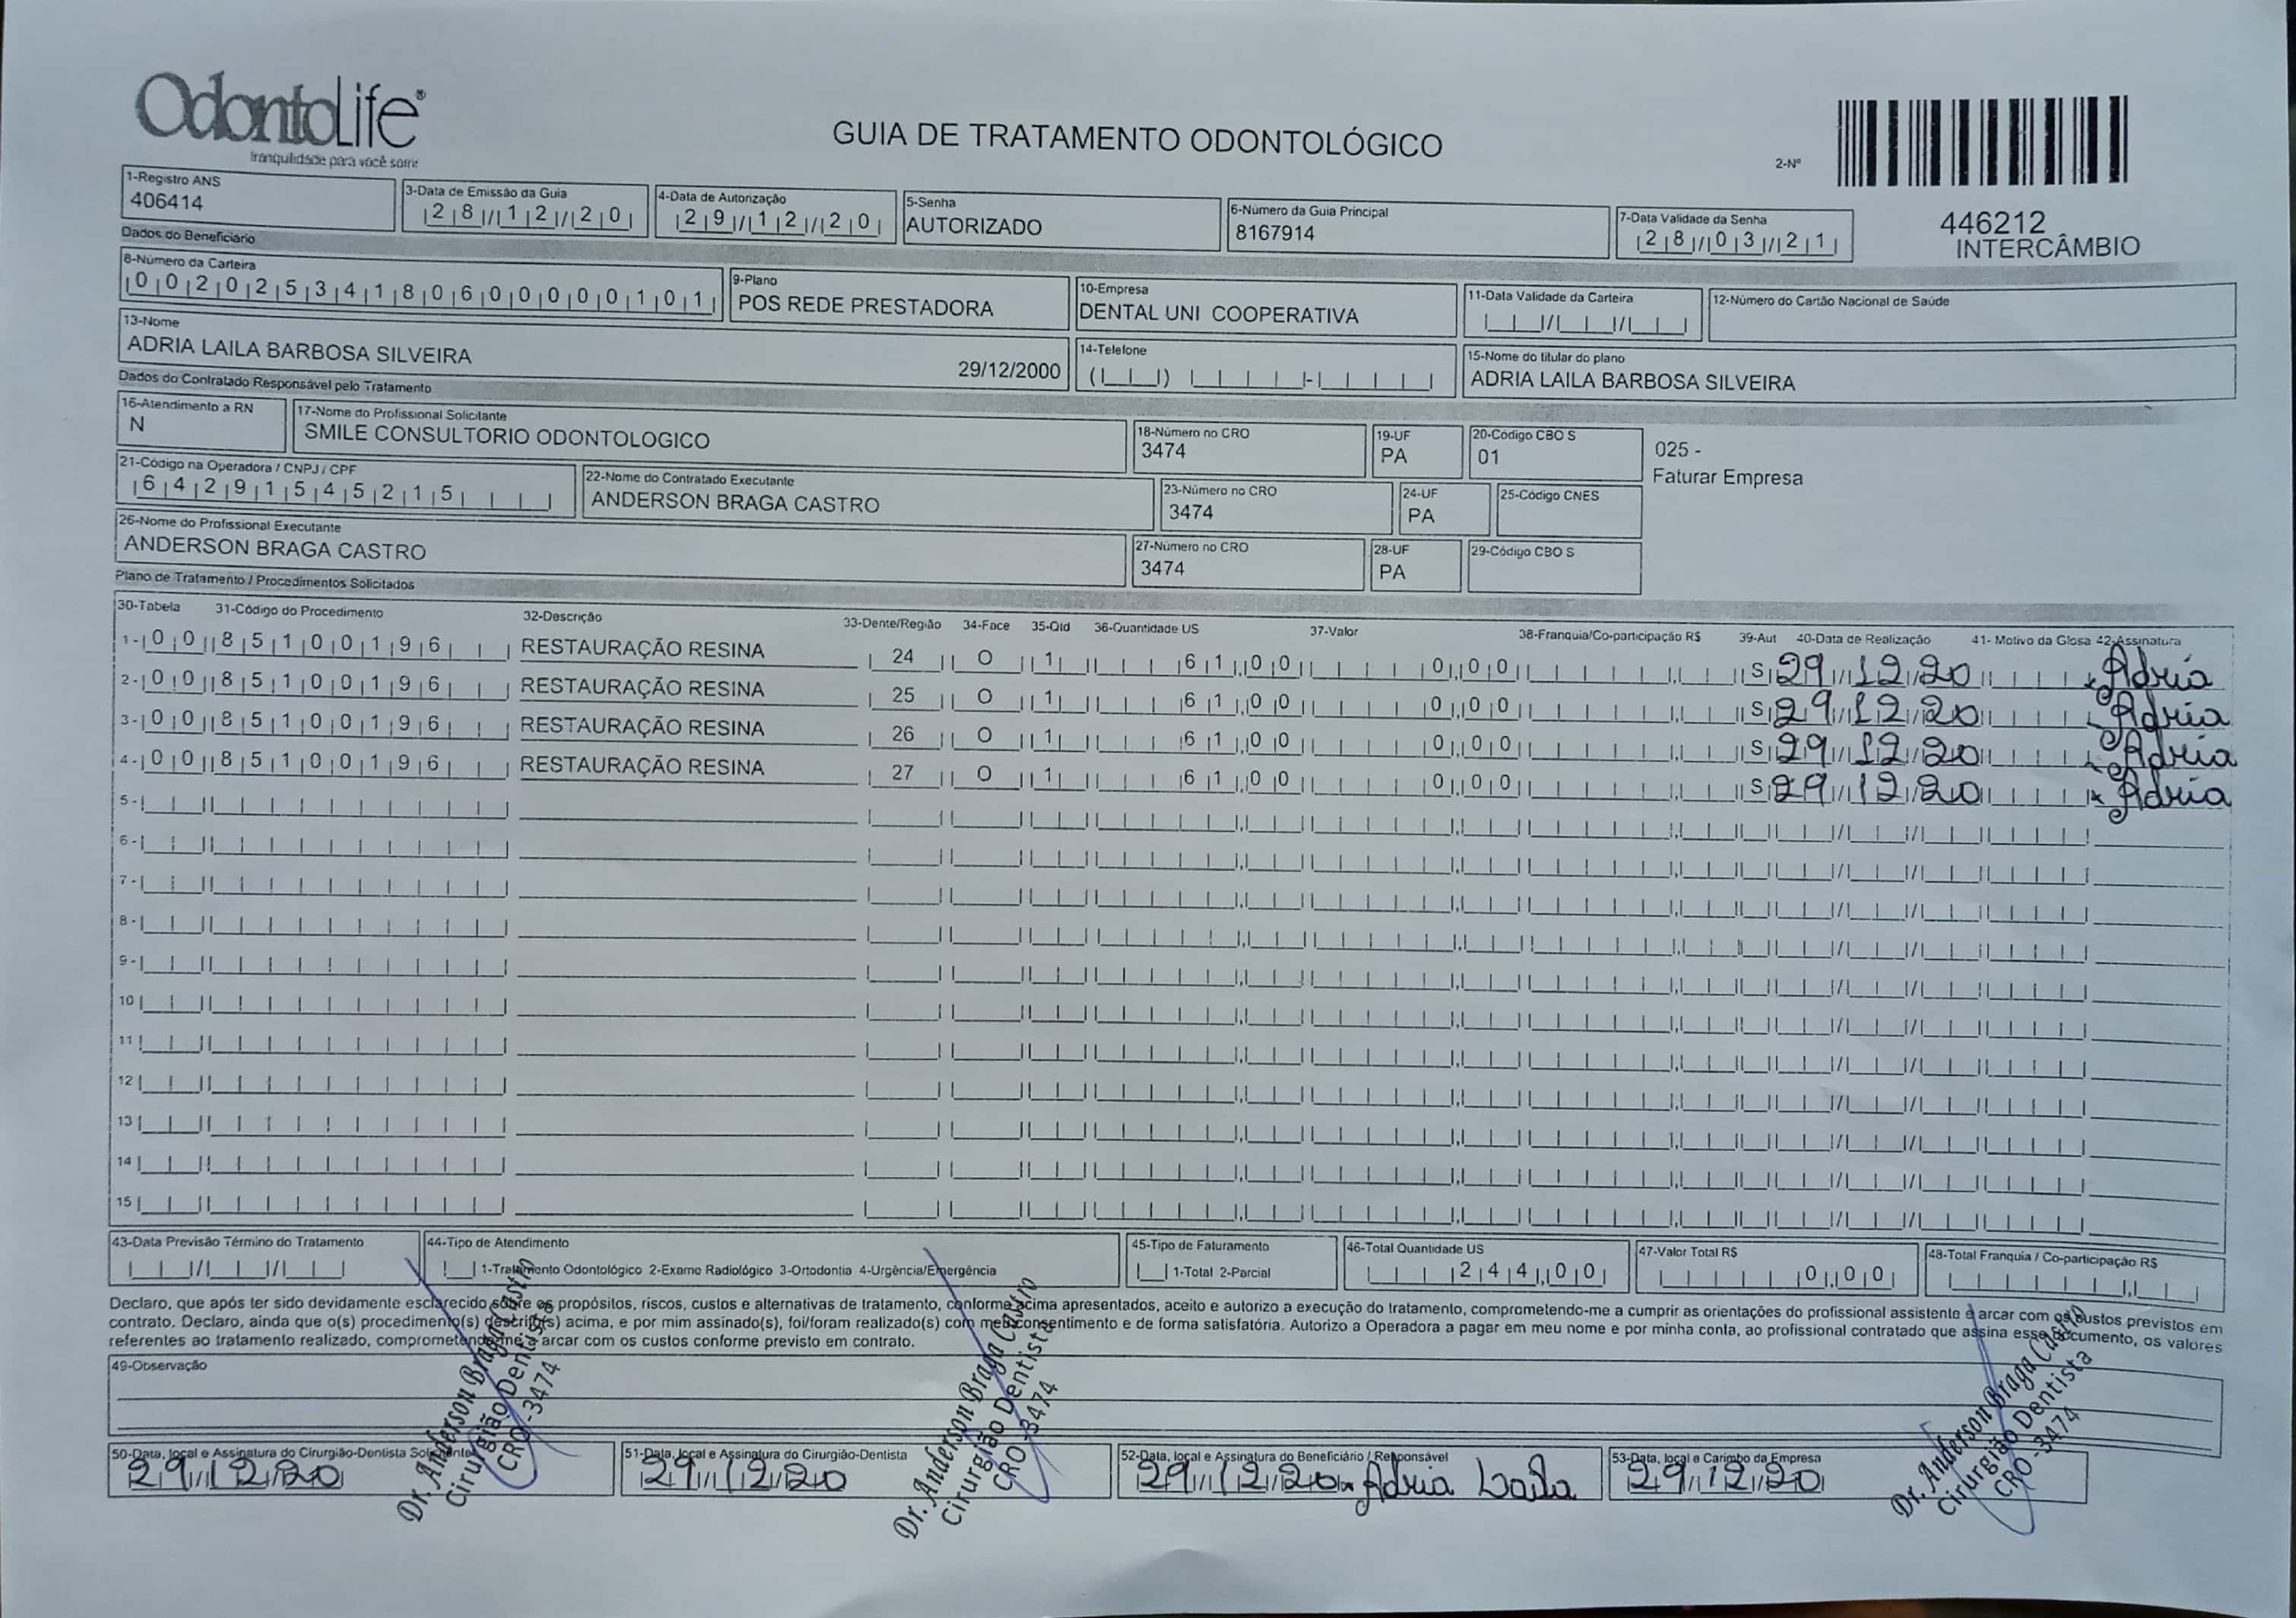 OdontoLife®
tranquilidade para você sorrir
GUIA DE TRATAMENTO ODONTOLÓGICO
2-Nº
446212
INTERCÂMBIO
1-Registro ANS
406414
3-Data de Emissão da Guia
28/12/20
4-Data de Autorização
29/12/20
5-Senha
AUTORIZADO
6-Número da Guia Principal
8167914
7-Data Validade da Senha
28/03/21
Dados do Beneficiário
8-Número da Carteira
00202534180600000101
9-Plano
POS REDE PRESTADORA
10-Empresa
DENTAL UNI COOPERATIVA
11-Data Validade da Carteira
12-Número do Cartão Nacional de Saúde
13-Nome
ADRIA LAILA BARBOSA SILVEIRA 29/12/2000
14-Telefone
15-Nome do titular do plano
ADRIA LAILA BARBOSA SILVEIRA
Dados do Contratado Responsável pelo Tratamento
16-Atendimento a RN
N
17-Nome do Profissional Solicitante
SMILE CONSULTORIO ODONTOLOGICO
18-Número no CRO
3474
19-UF
PA
20-Código CBO S
01
025 -
Faturar Empresa
21-Código na Operadora / CNPJ / CPF
64291545215
22-Nome do Contratado Executante
ANDERSON BRAGA CASTRO
23-Número no CRO
3474
24-UF
PA
25-Código CNES
26-Nome do Profissional Executante
ANDERSON BRAGA CASTRO
27-Número no CRO
3474
28-UF
PA
29-Código CBO S
Plano de Tratamento / Procedimentos Solicitados
30-Tabela 31-Código do Procedimento 32-Descrição 33-Dente/Região 34-Face 35-Qtd 36-Quantidade US 37-Valor 38-Franquia/Co-participação R$ 39-Aut 40-Data de Realização 41- Motivo da Glosa 42-Assinatura
1- 00 85100196 RESTAURAÇÃO RESINA 24 O 1 61,00 0,00 S 29/12/20 Adria
2- 00 85100196 RESTAURAÇÃO RESINA 25 O 1 61,00 0,00 S 29/12/20 Adria
3- 00 85100196 RESTAURAÇÃO RESINA 26 O 1 61,00 0,00 S 29/12/20 Adria
4- 00 85100196 RESTAURAÇÃO RESINA 27 O 1 61,00 0,00 S 29/12/20 Adria
5-
6-
7-
8-
9-
10
11
12
13
14
15
43-Data Previsão Término do Tratamento
44-Tipo de Atendimento
1-Tratamento Odontológico 2-Exame Radiológico 3-Ortodontia 4-Urgência/Emergência
45-Tipo de Faturamento
1-Total 2-Parcial
46-Total Quantidade US
244,00
47-Valor Total R$
0,00
48-Total Franquia / Co-participação R$
Declaro, que após ter sido devidamente esclarecido sobre os propósitos, riscos, custos e alternativas de tratamento, conforme acima apresentados, aceito e autorizo a execução do tratamento, comprometendo-me a cumprir as orientações do profissional assistente e arcar com os custos previstos em
contrato. Declaro, ainda que o(s) procedimento(s) descrito(s) acima, e por mim assinado(s), foi/foram realizado(s) com meu consentimento e de forma satisfatória. Autorizo a Operadora a pagar em meu nome e por minha conta, ao profissional contratado que assina esse documento, os valores
referentes ao tratamento realizado, comprometendo-me a arcar com os custos conforme previsto em contrato.
49-Observação
50-Data, local e Assinatura do Cirurgião-Dentista Solicitante
29/12/20
Dr. Anderson Braga Castro
Cirurgião Dentista
CRO-3474
51-Data, local e Assinatura do Cirurgião-Dentista
29/12/20
Dr. Anderson Braga Castro
Cirurgião Dentista
CRO-3474
52-Data, local e Assinatura do Beneficiário / Responsável
29/12/20 Adria Laila
53-Data, local e Carimbo da Empresa
29/12/20
Dr. Anderson Braga Castro
Cirurgião Dentista
CRO-3474